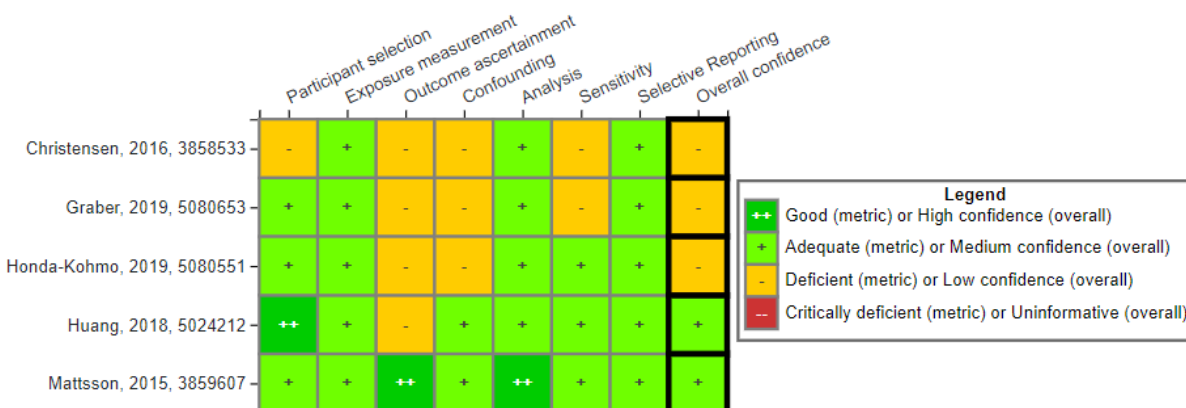 Participant selection
Exposure measurement
Outcome ascertainment
Confounding
Analysis
Sensitivity
Selective Reporting
Overall confidence
Christensen, 2016, 3858533 - + - - + - + -
Graber, 2019, 5080653 + + - - + - + -
Honda-Kohmo, 2019, 5080551 + + - - + + + -
Huang, 2018, 5024212 ++ + - + + + + +
Mattsson, 2015, 3859607 + + ++ + ++ + + +
Legend
++ Good (metric) or High confidence (overall)
+ Adequate (metric) or Medium confidence (overall)
- Deficient (metric) or Low confidence (overall)
-- Critically deficient (metric) or Uninformative (overall)